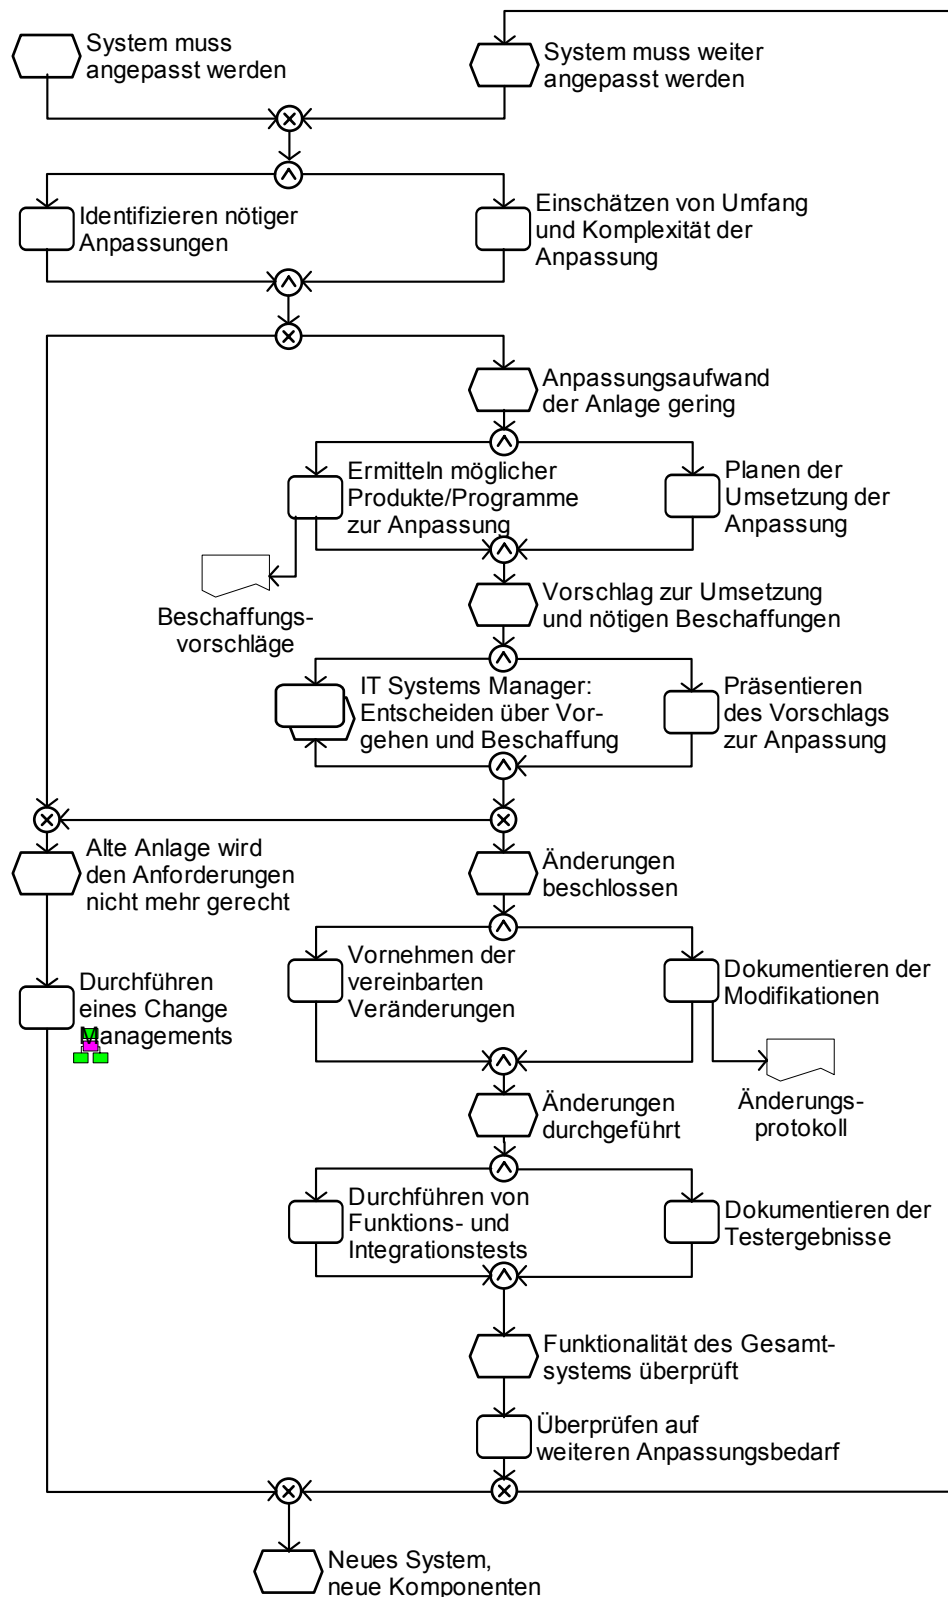 System muss
angepasst werden
System muss weiter
angepasst werden
Identifizieren nötiger
Anpassungen
Einschätzen von Umfang
und Komplexität der
Anpassung
Anpassungsaufwand
der Anlage gering
Ermitteln möglicher
Produkte/Programme
zur Anpassung
Planen der
Umsetzung der
Anpassung
Beschaffungs-
vorschläge
Vorschlag zur Umsetzung
und nötigen Beschaffungen
IT Systems Manager:
Entscheiden über Vor-
gehen und Beschaffung
Präsentieren
des Vorschlags
zur Anpassung
Alte Anlage wird
den Anforderungen
nicht mehr gerecht
Änderungen
beschlossen
Durchführen
eines Change
Managements
Vornehmen der
vereinbarten
Veränderungen
Dokumentieren der
Modifikationen
Änderungs-
protokoll
Änderungen
durchgeführt
Durchführen von
Funktions- und
Integrationstests
Dokumentieren der
Testergebnisse
Funktionalität des Gesamt-
systems überprüft
Überprüfen auf
weiteren Anpassungsbedarf
Neues System,
neue Komponenten